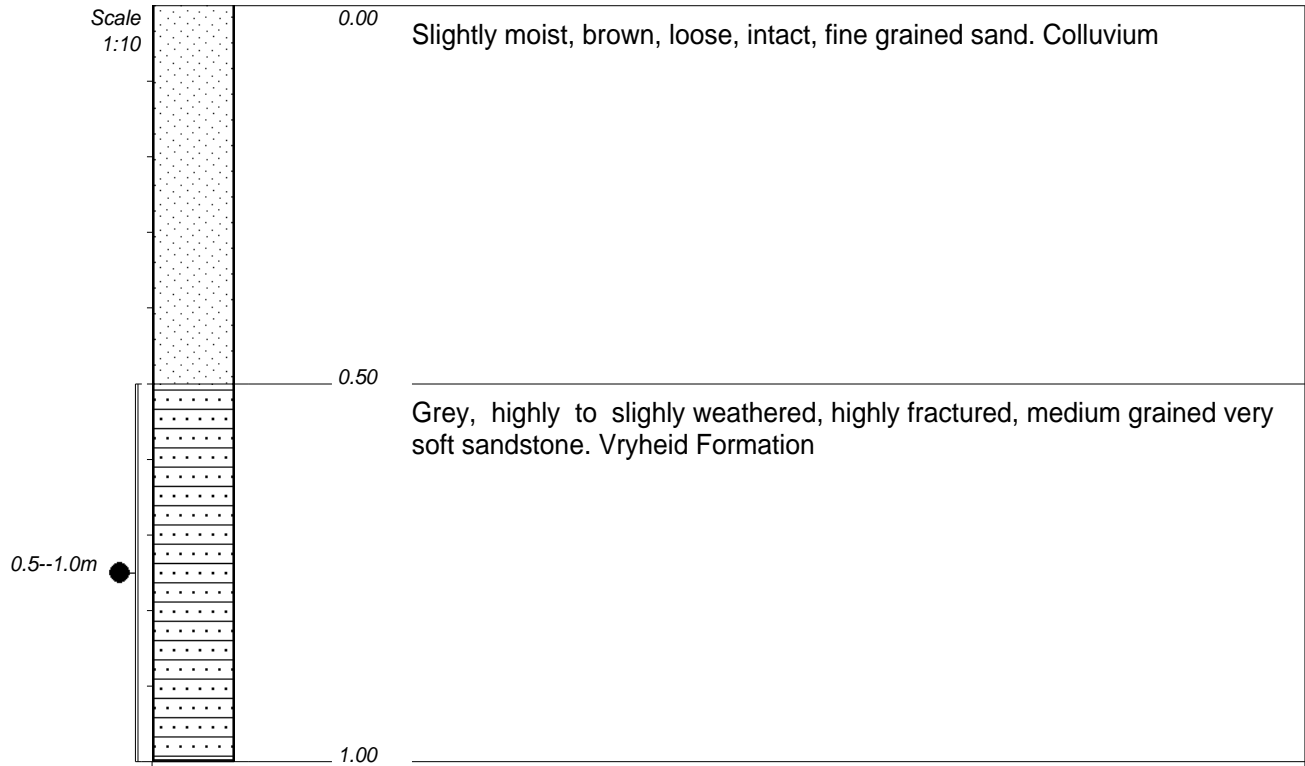 Scale
1:10
0.00
Slightly moist, brown, loose, intact, fine grained sand. Colluvium
0.50
Grey, highly to slighly weathered, highly fractured, medium grained very
soft sandstone. Vryheid Formation
0.5--1.0m
1.00